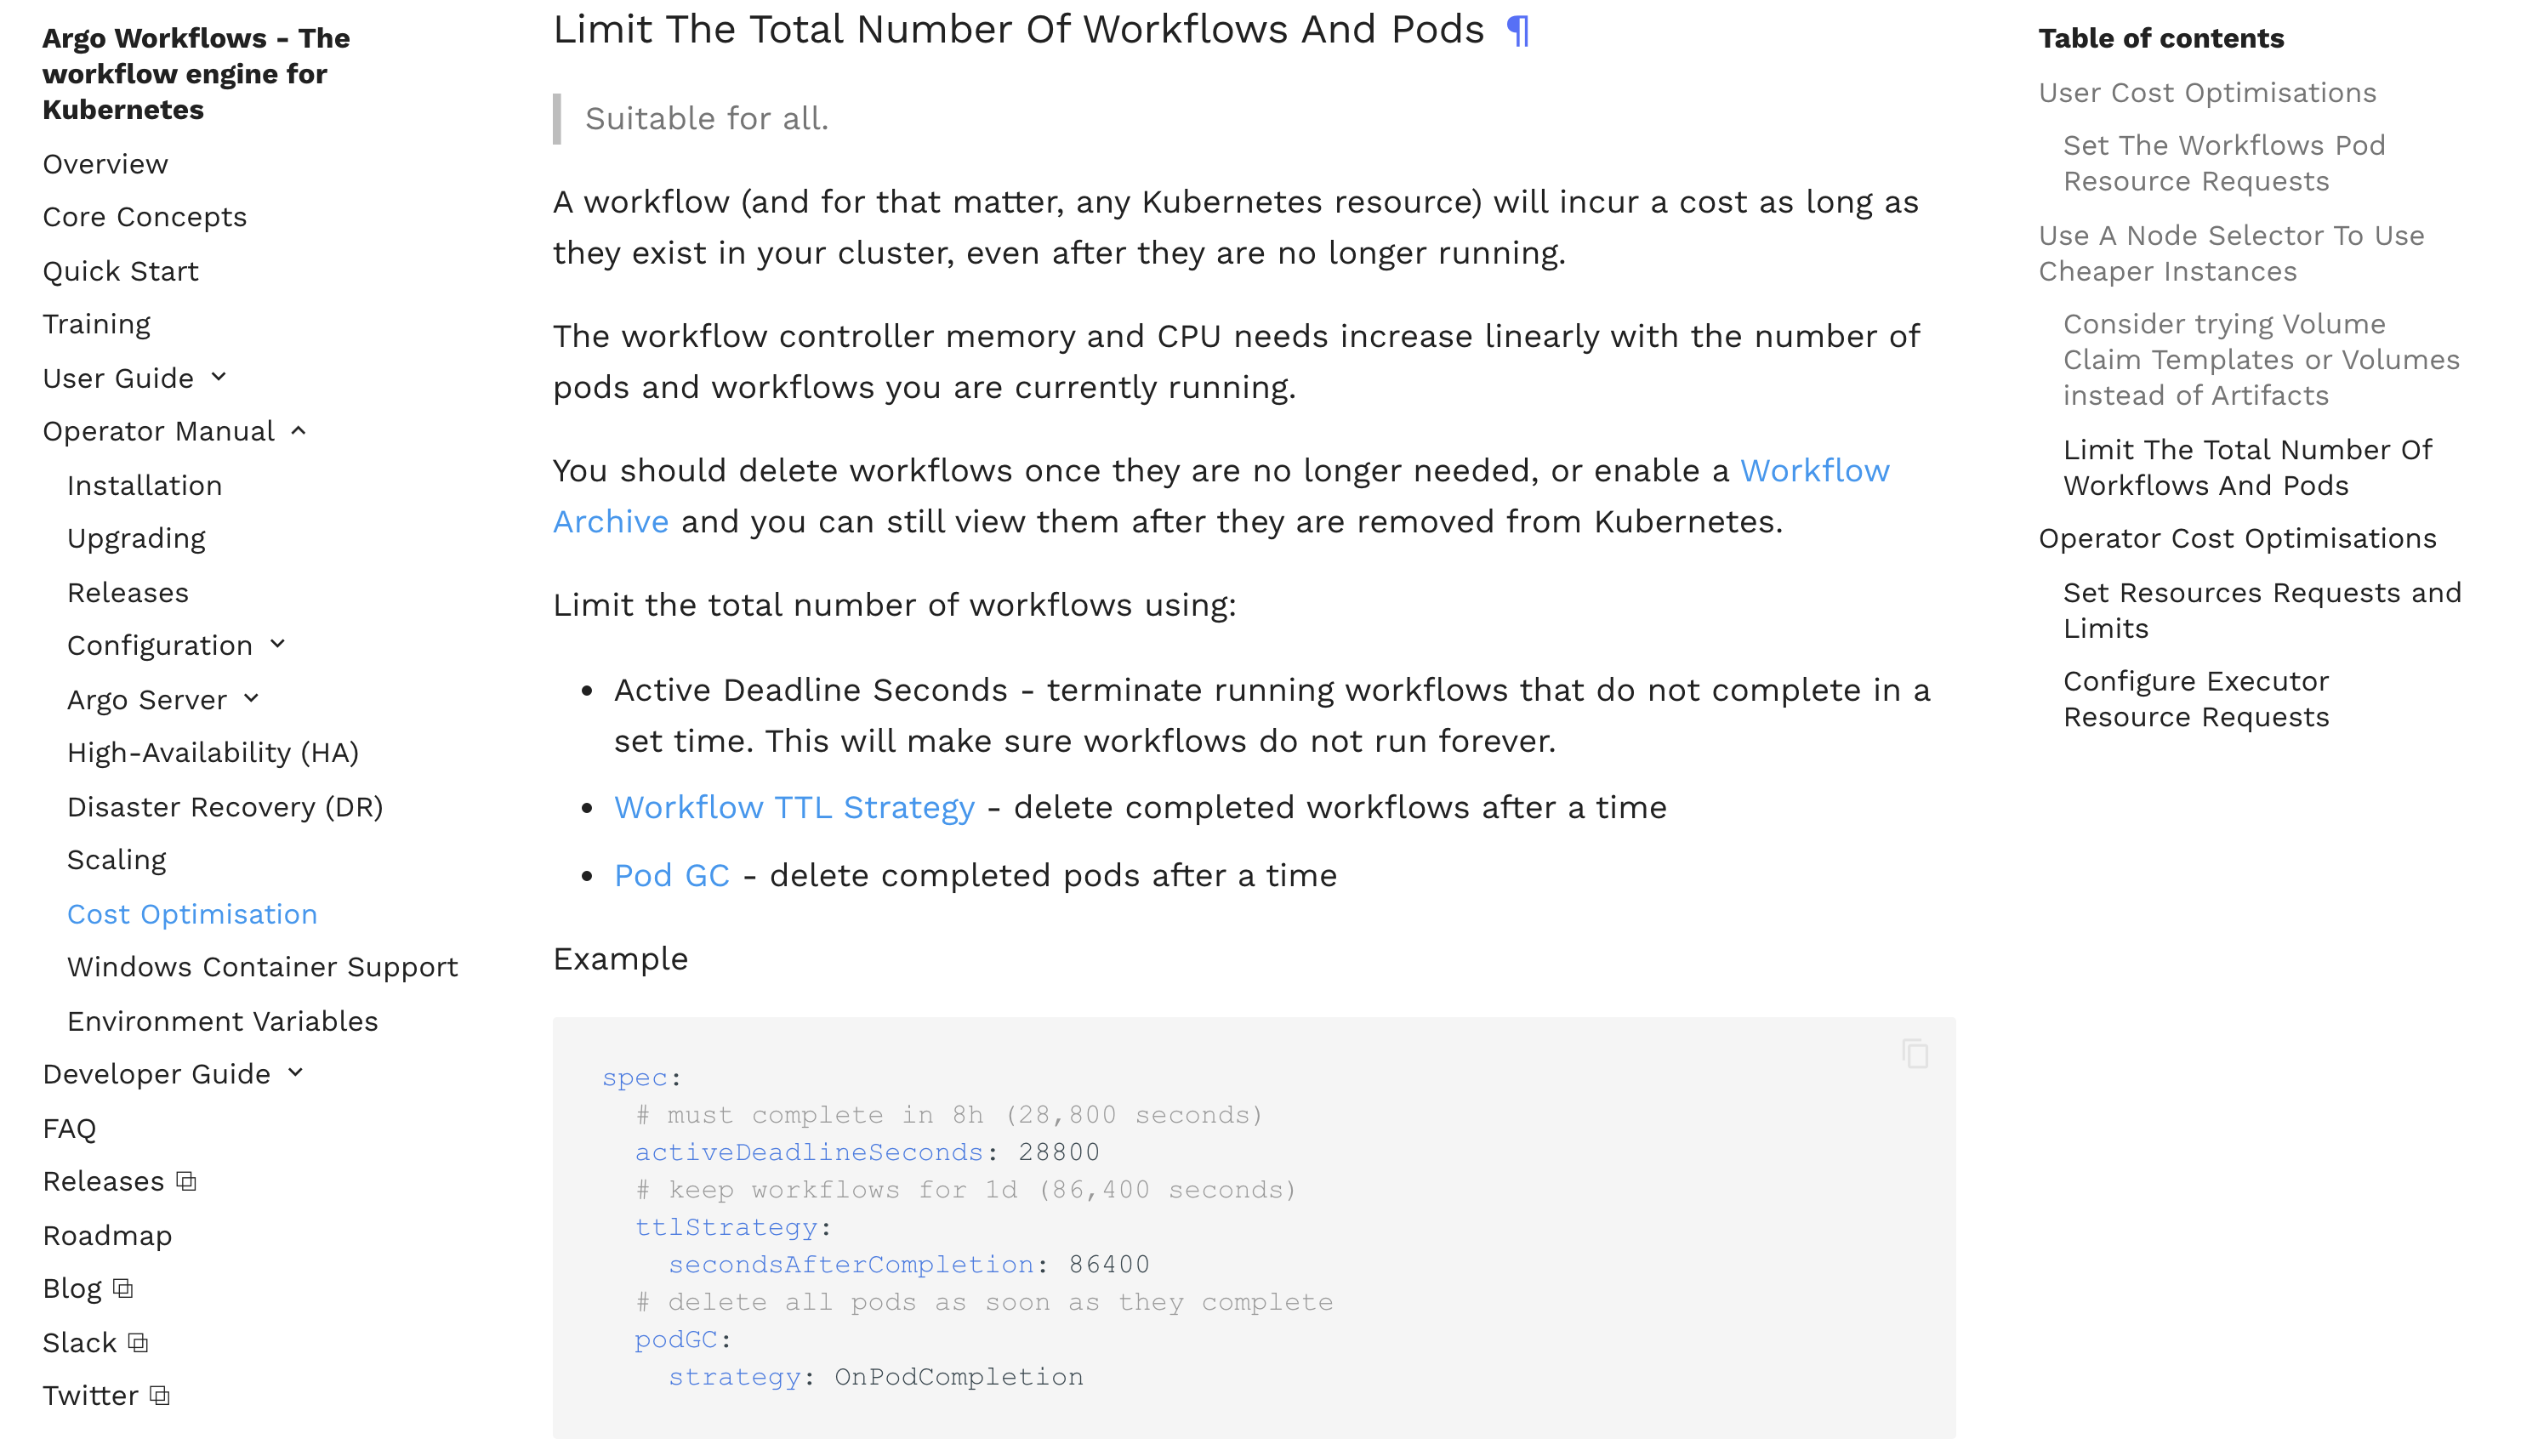 Argo Workflows - The
workflow engine for
Kubernetes
Overview
Core Concepts
Quick Start
Training
User Guide
Operator Manual
Installation
Upgrading
Releases
Configuration
Argo Server
High-Availability (HA)
Disaster Recovery (DR)
Scaling
Cost Optimisation
Windows Container Support
Environment Variables
Developer Guide
FAQ
Releases
Roadmap
Blog
Slack
Twitter
Limit The Total Number Of Workflows And Pods ¶
Suitable for all.
A workflow (and for that matter, any Kubernetes resource) will incur a cost as long as
they exist in your cluster, even after they are no longer running.
The workflow controller memory and CPU needs increase linearly with the number of
pods and workflows you are currently running.
You should delete workflows once they are no longer needed, or enable a Workflow
Archive and you can still view them after they are removed from Kubernetes.
Limit the total number of workflows using:
• Active Deadline Seconds - terminate running workflows that do not complete in a
set time. This will make sure workflows do not run forever.
• Workflow TTL Strategy - delete completed workflows after a time
• Pod GC - delete completed pods after a time
Example
spec:
  # must complete in 8h (28,800 seconds)
  activeDeadlineSeconds: 28800
  # keep workflows for 1d (86,400 seconds)
  ttlStrategy:
    secondsAfterCompletion: 86400
  # delete all pods as soon as they complete
  podGC:
    strategy: OnPodCompletion
Table of contents
User Cost Optimisations
Set The Workflows Pod
Resource Requests
Use A Node Selector To Use
Cheaper Instances
Consider trying Volume
Claim Templates or Volumes
instead of Artifacts
Limit The Total Number Of
Workflows And Pods
Operator Cost Optimisations
Set Resources Requests and
Limits
Configure Executor
Resource Requests